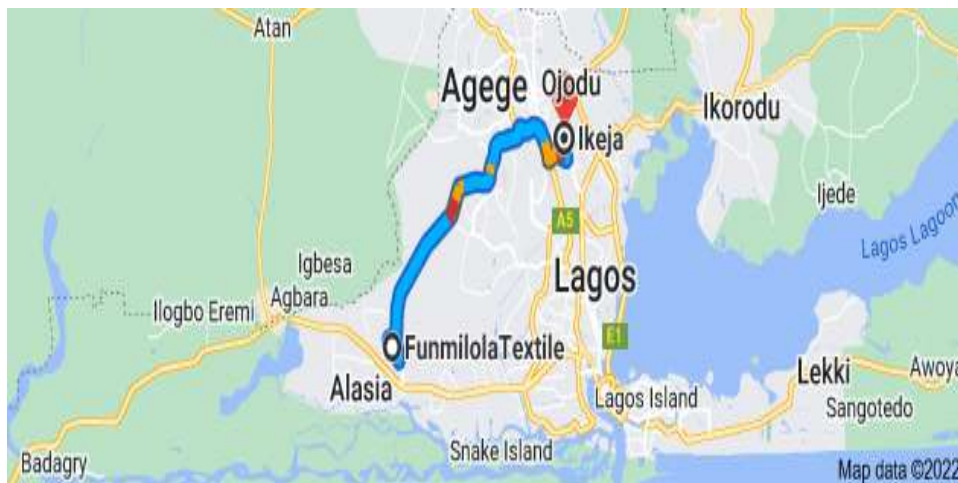 Atan
Agege
Ojodu
Ikorodu
Ikeja
Ijede
A5
Lagos Lagoon
Igbesa
Lagos
Ilogbo Eremi
Agbara
FunmilolaTextile
E1
Alasia
Lekki
Awoya
Lagos Island
Sangotedo
Snake Island
Badagry
Map data ©2022